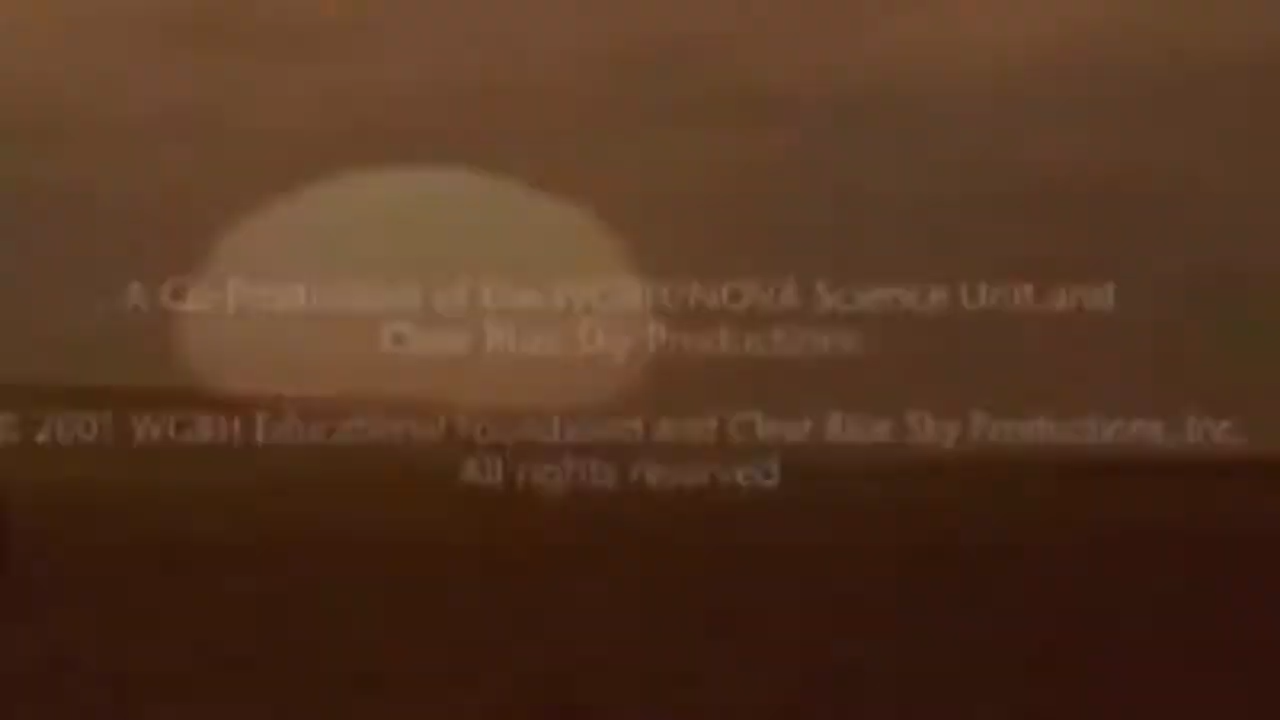 A Co-Production of the WGBH/NOVA Science Unit and
Clear Blue Sky Productions
© 2001 WGBH Educational Foundation and Clear Blue Sky Productions, Inc.
All rights reserved